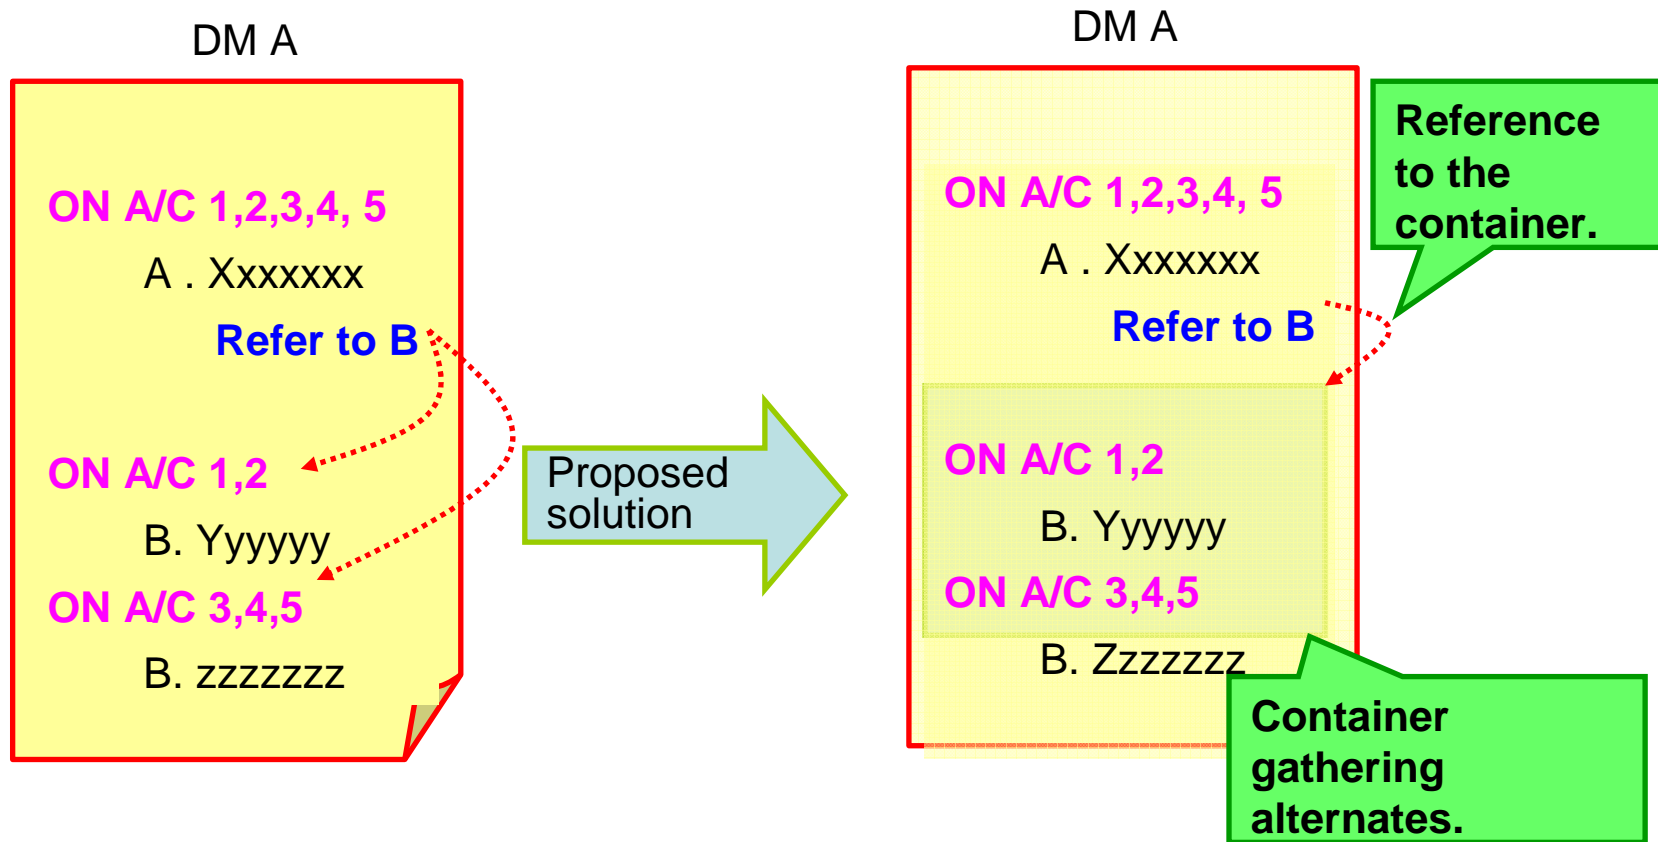 DM A
ON A/C 1,2,3,4, 5
A . Xxxxxxx
Refer to B
ON A/C 1,2
B. Yyyyyy
ON A/C 3,4,5
B. zzzzzzz
Proposed
solution
DM A
ON A/C 1,2,3,4, 5
A . Xxxxxxx
Refer to B
ON A/C 1,2
B. Yyyyyy
ON A/C 3,4,5
B. Zzzzzzz
Reference
to the
container.
Container
gathering
alternates.